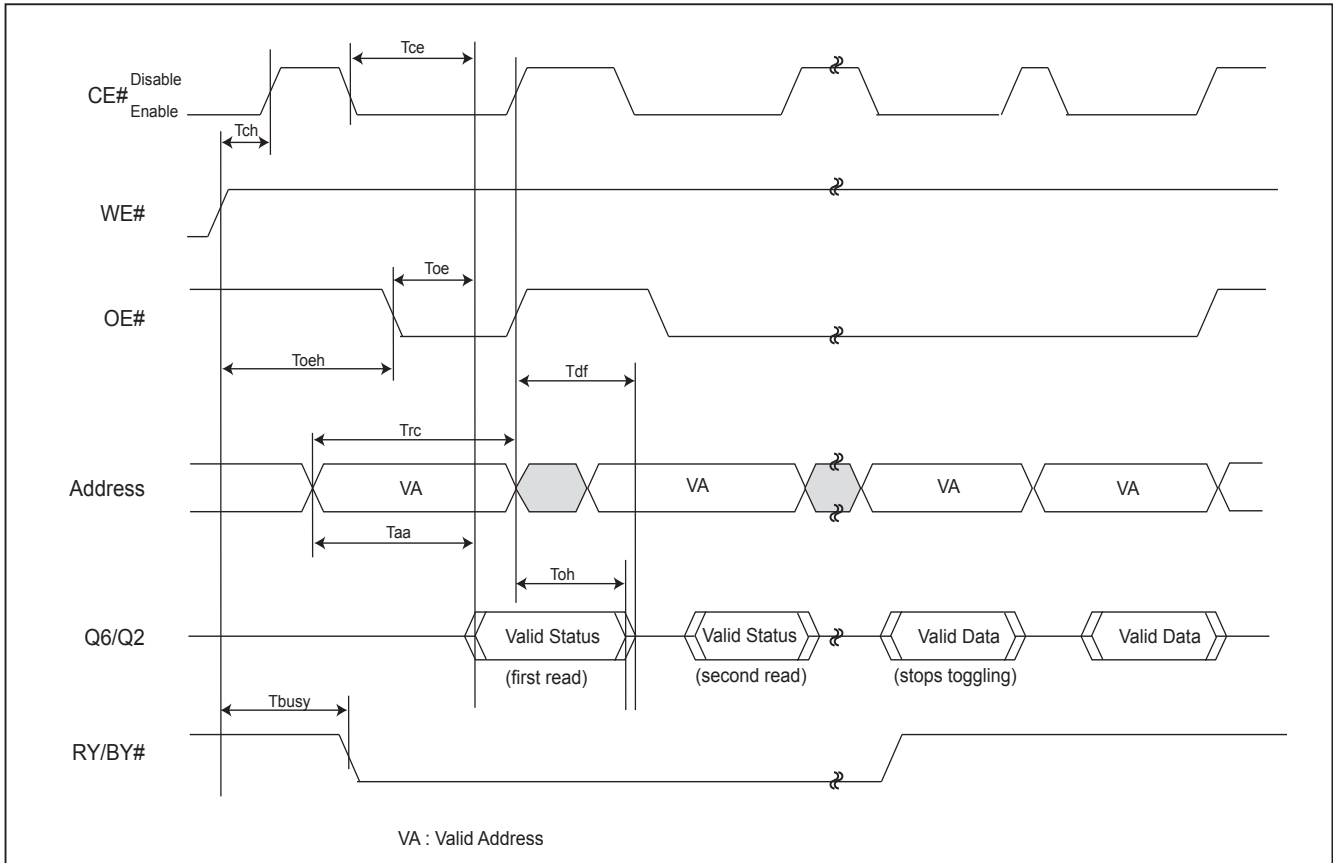 Tce
CE#
Disable
Enable
Tch
WE#
Toe
OE#
Toeh
Tdf
Trc
Address
VA
VA
VA
VA
Taa
Toh
Q6/Q2
Valid Status
Valid Status
Valid Data
Valid Data
(first read)
(second read)
(stops toggling)
Tbusy
RY/BY#
VA : Valid Address